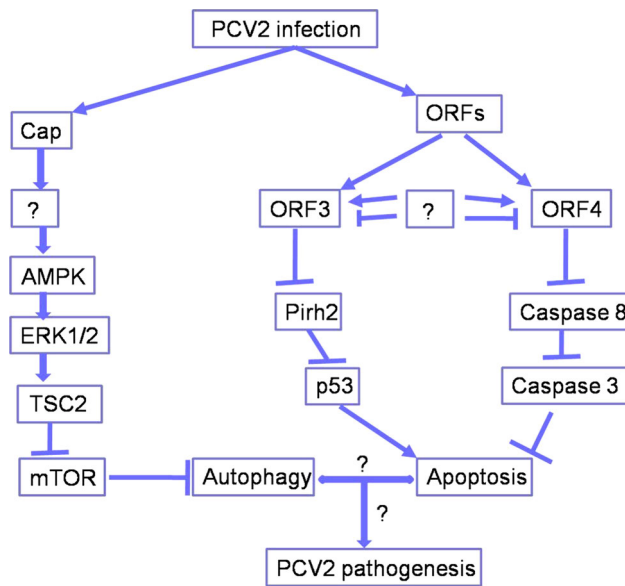 PCV2 infection
Cap
ORFs
?
ORF3
?
ORF4
AMPK
Pirh2
Caspase 8
ERK1/2
TSC2
p53
Caspase 3
mTOR
Autophagy
?
Apoptosis
?
PCV2 pathogenesis